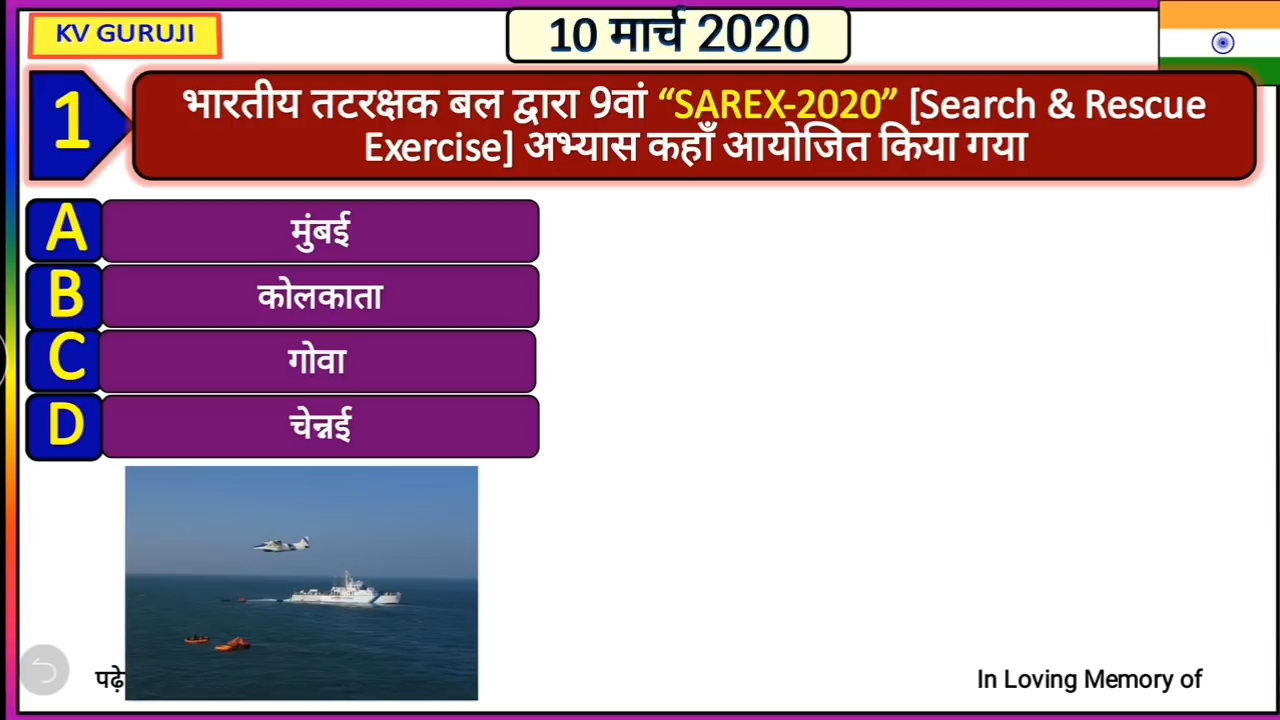 KV GURUJI
10 मार्च 2020
1
भारतीय तटरक्षक बल द्वारा 9वां “SAREX-2020” [Search & Rescue
Exercise] अभ्यास कहाँ आयोजित किया गया
A
मुंबई
B
कोलकाता
C
गोवा
D
चेन्नई
पढ़े
In Loving Memory of